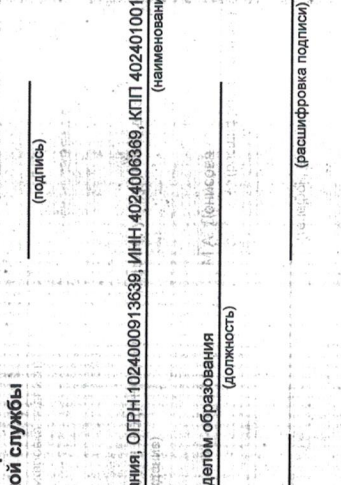 ой службы
(подпись)
ния, ОГРН 1024000913639, ИНН 4024006369, КПП 402401001
(наименовани
делом образования
(должность)
(расшифровка подписи)